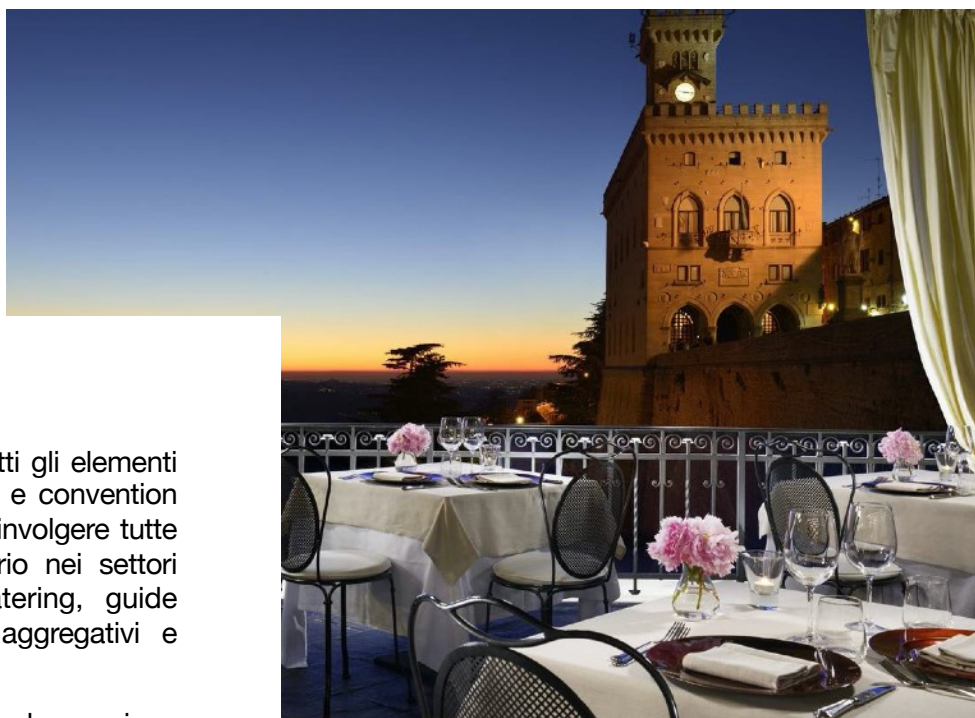 tti gli elementi
e convention
involgere tutte
rio nei settori
tering, guide
aggregativi e